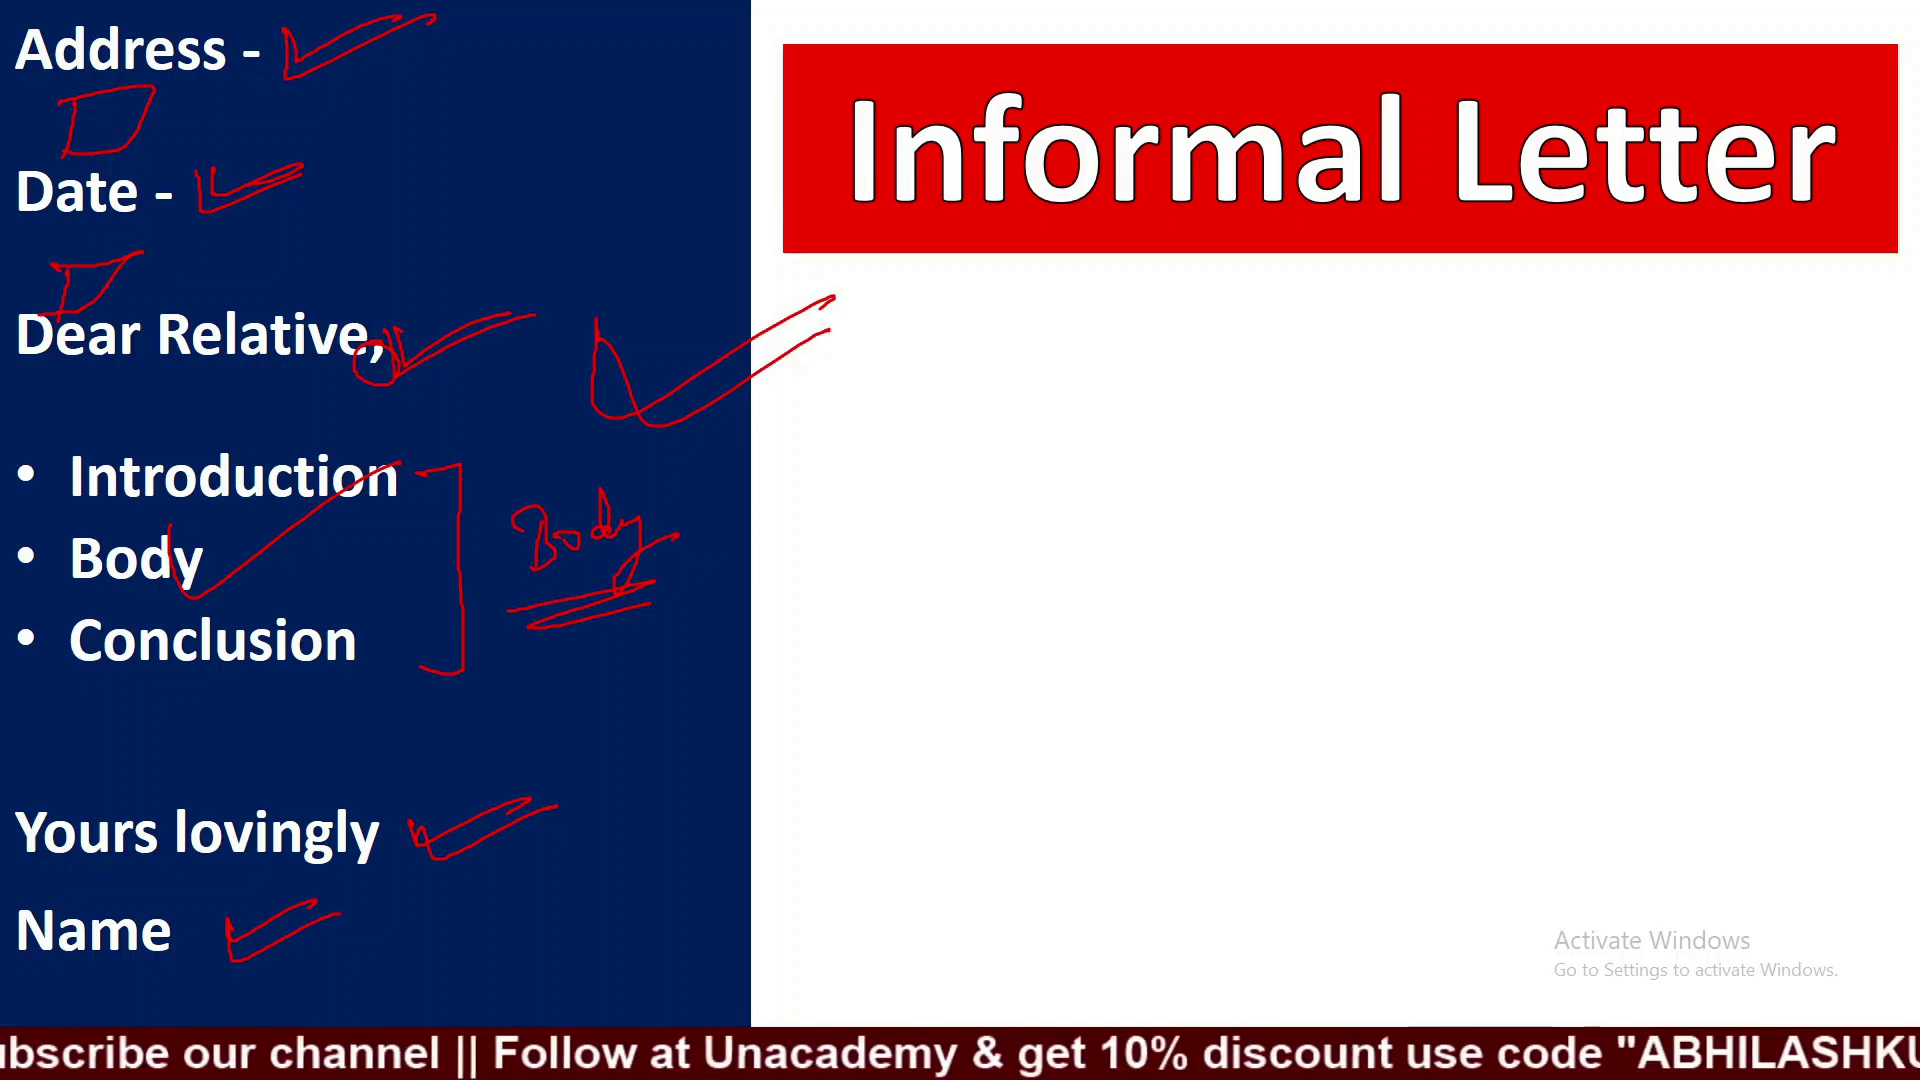 Address -
Date -
Dear Relative,
• Introduction
• Body
• Conclusion
Body
Yours lovingly
Name
Informal Letter
Activate Windows
Go to Settings to activate Windows.
ubscribe our channel || Follow at Unacademy & get 10% discount use code "ABHILASHKU